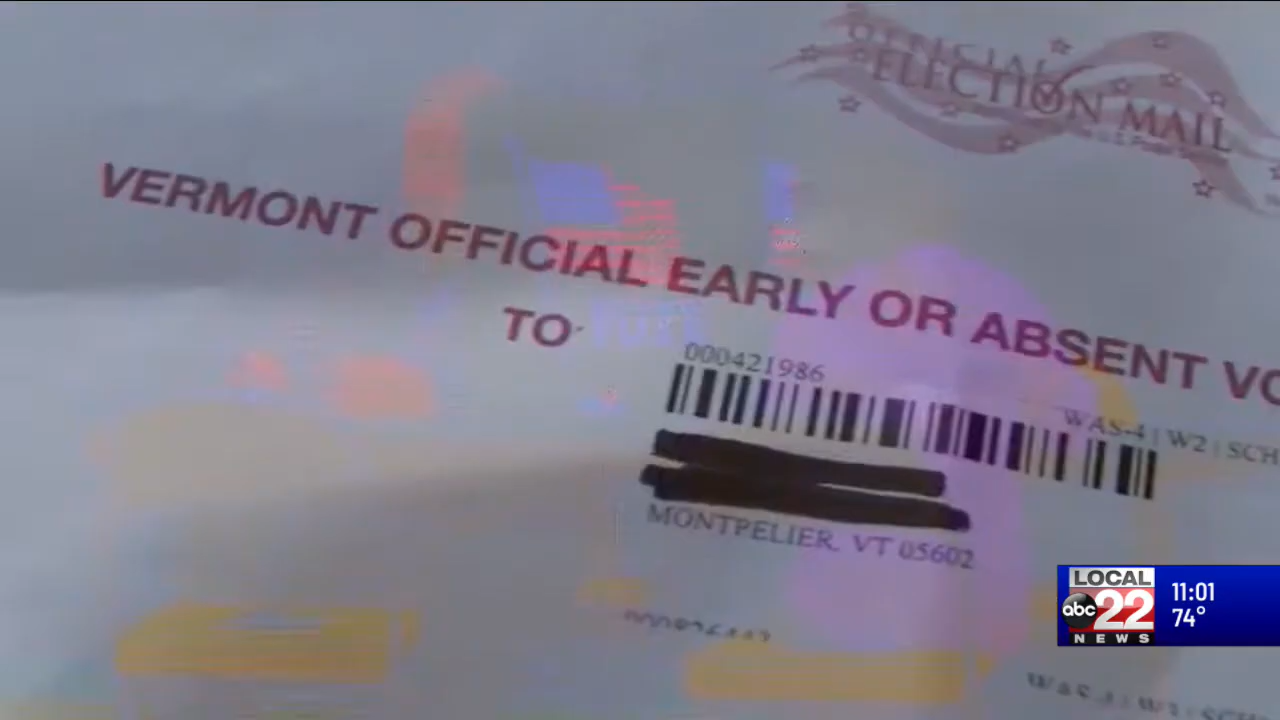 OFFICIAL
ELECTION MAIL
VERMONT OFFICIAL EARLY OR ABSENT VO
TO
000421986
WAS-4 | W2 | SCH
MONTPELIER, VT 05602
LOCAL
abc 22
NEWS
11:01
74°